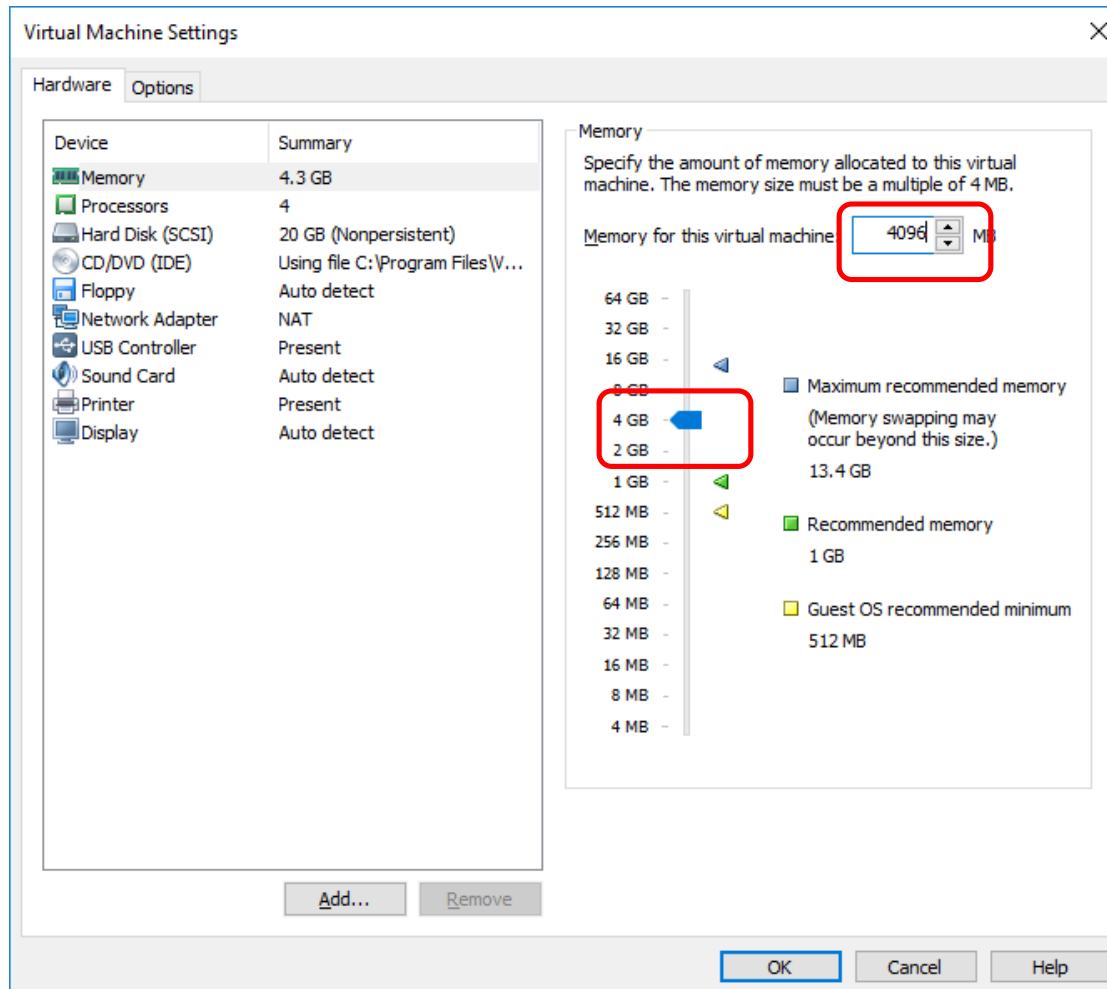 Virtual Machine Settings
Hardware Options
Device Summary
Memory 4.3 GB
Processors 4
Hard Disk (SCSI) 20 GB (Nonpersistent)
CD/DVD (IDE) Using file C:\Program Files\V...
Floppy Auto detect
Network Adapter NAT
USB Controller Present
Sound Card Auto detect
Printer Present
Display Auto detect
Add... Remove
Memory
Specify the amount of memory allocated to this virtual
machine. The memory size must be a multiple of 4 MB.
Memory for this virtual machine: 4096 MB
64 GB
32 GB
16 GB
8 GB
4 GB
2 GB
1 GB
512 MB
256 MB
128 MB
64 MB
32 MB
16 MB
8 MB
4 MB
Maximum recommended memory
(Memory swapping may
occur beyond this size.)
13.4 GB
Recommended memory
1 GB
Guest OS recommended minimum
512 MB
OK Cancel Help